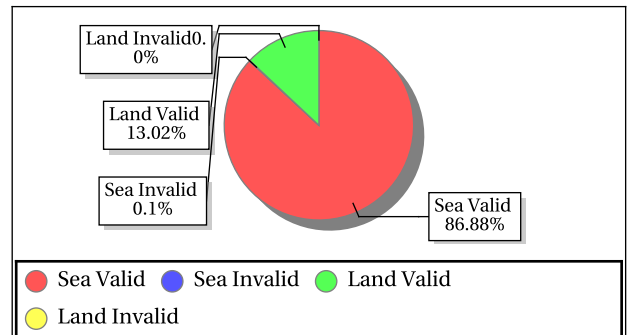 Land Invalid0.
0%
Land Valid
13.02%
Sea Invalid
0.1%
Sea Valid
86.88%
Sea Valid Sea Invalid Land Valid
Land Invalid